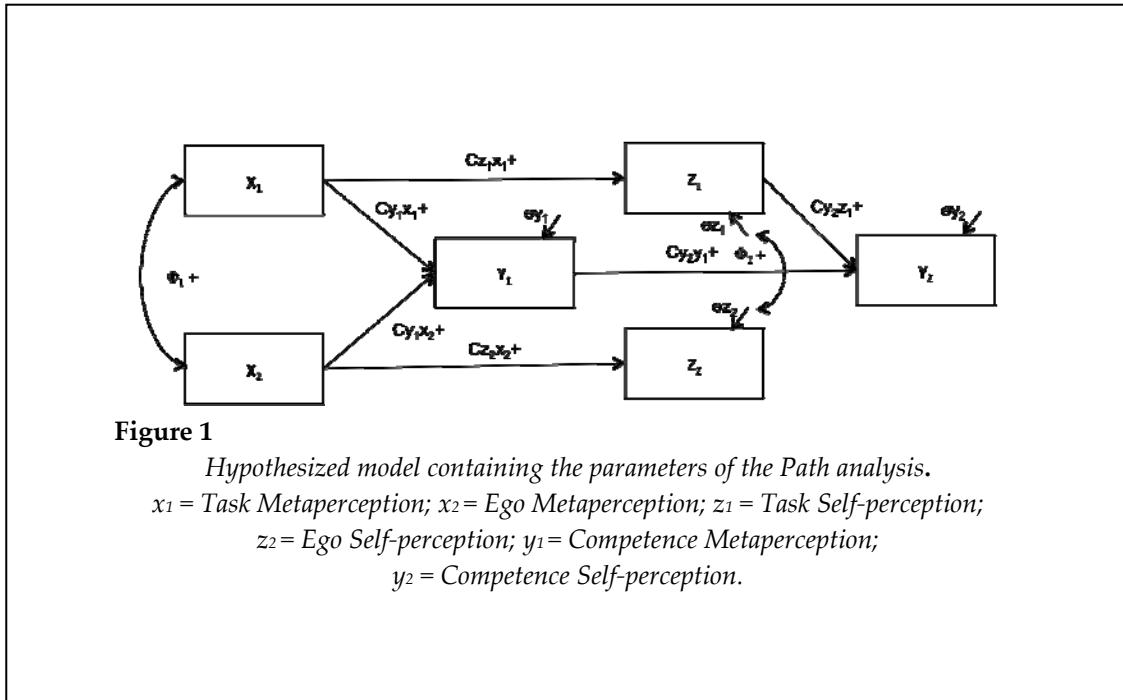 Cz₁x₁+
X₁
Z₁
Cy₁x₁+
Cy₂z₁+
ey₁
ez₁
ey₂
Φ₁+
Y₁
Cy₂y₁+
Φ₂+
Y₂
Cy₁x₂+
ez₂
Cz₂x₂+
X₂
Z₂
Figure 1
Hypothesized model containing the parameters of the Path analysis.
x₁ = Task Metaperception; x₂ = Ego Metaperception; z₁ = Task Self-perception;
z₂ = Ego Self-perception; y₁ = Competence Metaperception;
y₂ = Competence Self-perception.